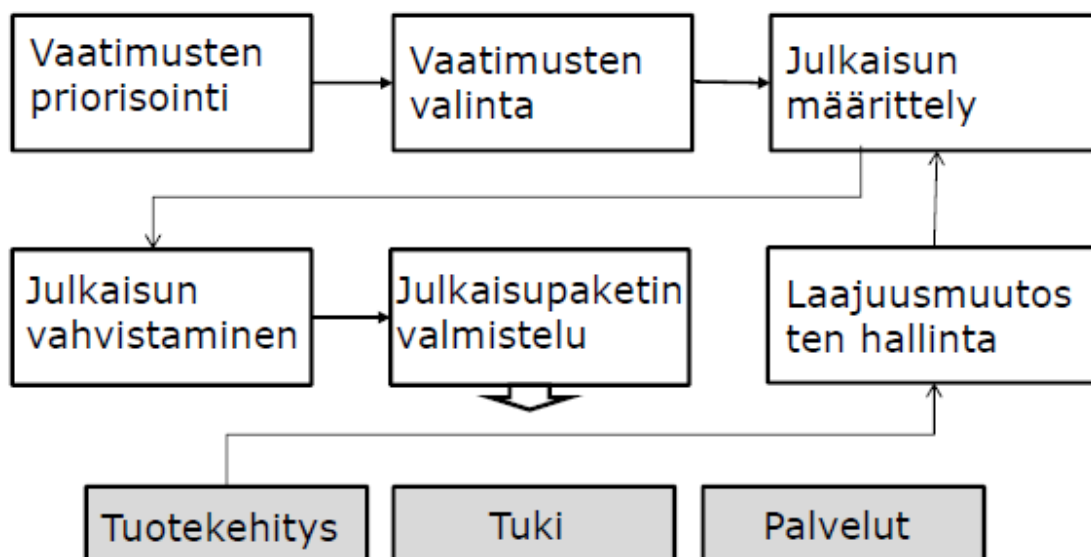 Vaatimusten
priorisointi
Vaatimusten
valinta
Julkaisun
määrittely
Julkaisun
vahvistaminen
Julkaisupaketin
valmistelu
Laajuusmuutos
ten hallinta
Tuotekehitys
Tuki
Palvelut